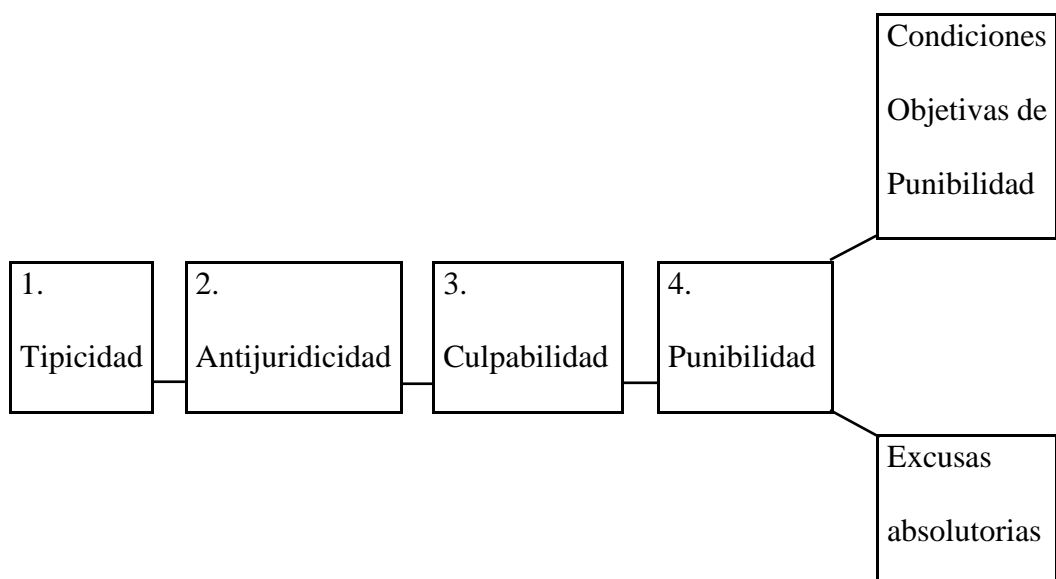 Condiciones
Objetivas de
Punibilidad
1.
Tipicidad
2.
Antijuridicidad
3.
Culpabilidad
4.
Punibilidad
Excusas
absolutorias